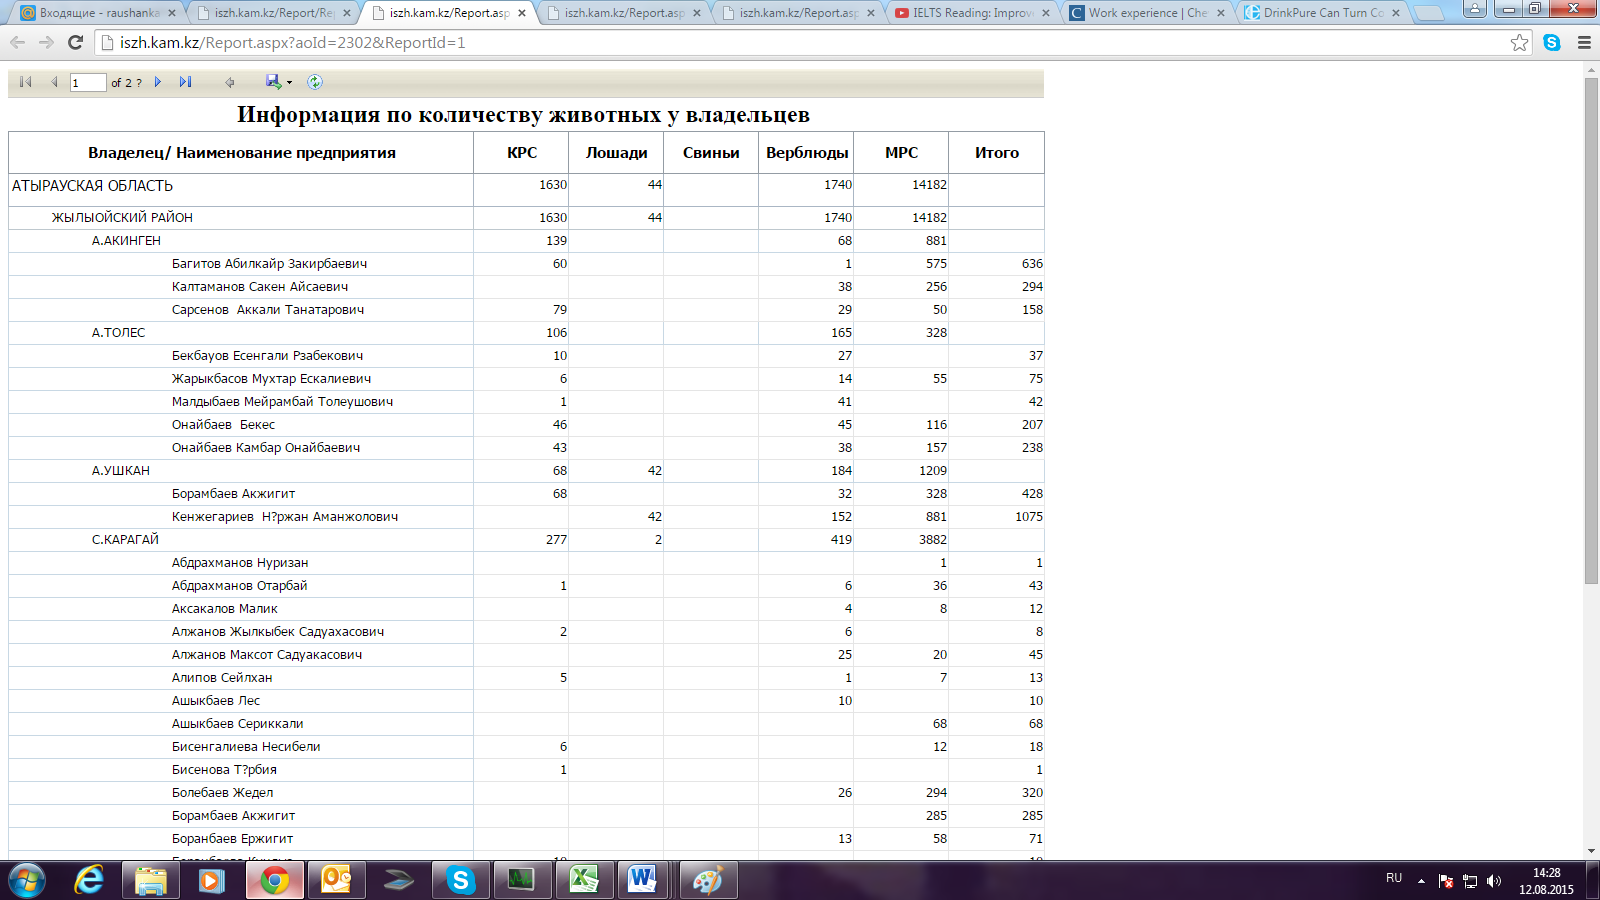 Входящие - raushanka
iszh.kam.kz/Report/Re
iszh.kam.kz/Report.asp
iszh.kam.kz/Report.asp
iszh.kam.kz/Report.asp
IELTS Reading: Improve
Work experience | Che
DrinkPure Can Turn Co
iszh.kam.kz/Report.aspx?aoId=2302&ReportId=1
1 of 2 ?
Информация по количеству животных у владельцев
Владелец/ Наименование предприятия КРС Лошади Свиньи Верблюды МРС Итого
АТЫРАУСКАЯ ОБЛАСТЬ 1630 44 1740 14182
ЖЫЛЫОЙСКИЙ РАЙОН 1630 44 1740 14182
А.АКИНГЕН 139 68 881
Багитов Абилкайр Закирбаевич 60 1 575 636
Калтаманов Сакен Айсаевич 38 256 294
Сарсенов Аккали Танатарович 79 29 50 158
А.ТОЛЕС 106 165 328
Бекбауов Есенгали Рзабекович 10 27 37
Жарыкбасов Мухтар Ескалиевич 6 14 55 75
Малдыбаев Мейрамбай Толеушович 1 41 42
Онайбаев Бекес 46 45 116 207
Онайбаев Камбар Онайбаевич 43 38 157 238
А.УШКАН 68 42 184 1209
Борамбаев Акжигит 68 32 328 428
Кенжегариев Н?ржан Аманжолович 42 152 881 1075
С.КАРАГАЙ 277 2 419 3882
Абдрахманов Нуризан 1 1
Абдрахманов Отарбай 1 6 36 43
Аксакалов Малик 4 8 12
Алжанов Жылкыбек Садуахасович 2 6 8
Алжанов Максот Садуакасович 25 20 45
Алипов Сейлхан 5 1 7 13
Ашыкбаев Лес 10 10
Ашыкбаев Сериккали 68 68
Бисенгалиева Несибели 6 12 18
Бисенова Т?рбия 1 1
Болебаев Жедел 26 294 320
Борамбаев Акжигит 285 285
Боранбаев Ержигит 13 58 71
RU
14:28
12.08.2015